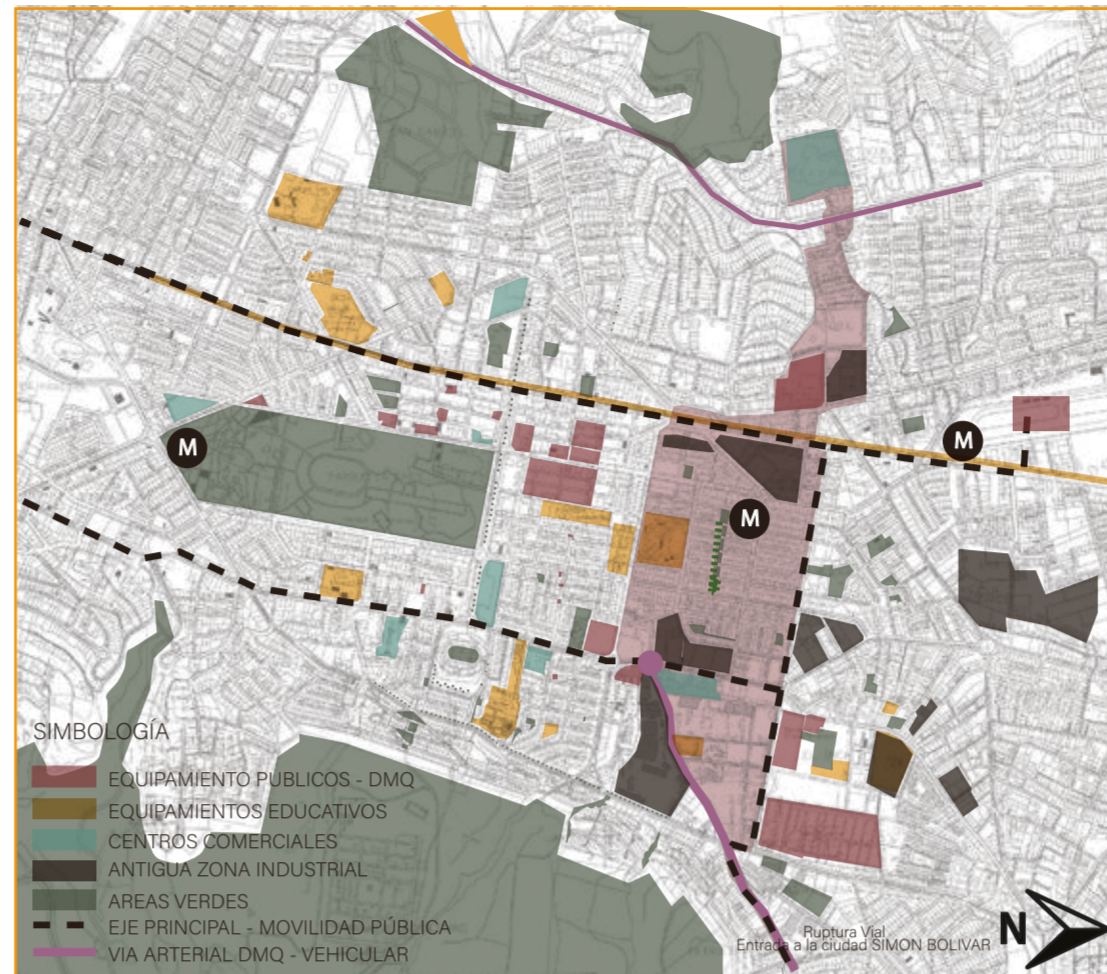 M
M
M
SIMBOLOGÍA
EQUIPAMIENTO PUBLICOS - DMQ
EQUIPAMIENTOS EDUCATIVOS
CENTROS COMERCIALES
ANTIGUA ZONA INDUSTRIAL
AREAS VERDES
EJE PRINCIPAL - MOVILIDAD PÚBLICA
VIA ARTERIAL DMQ - VEHICULAR
Ruptura Vial
Entrada a la ciudad SIMON BOLIVAR
N